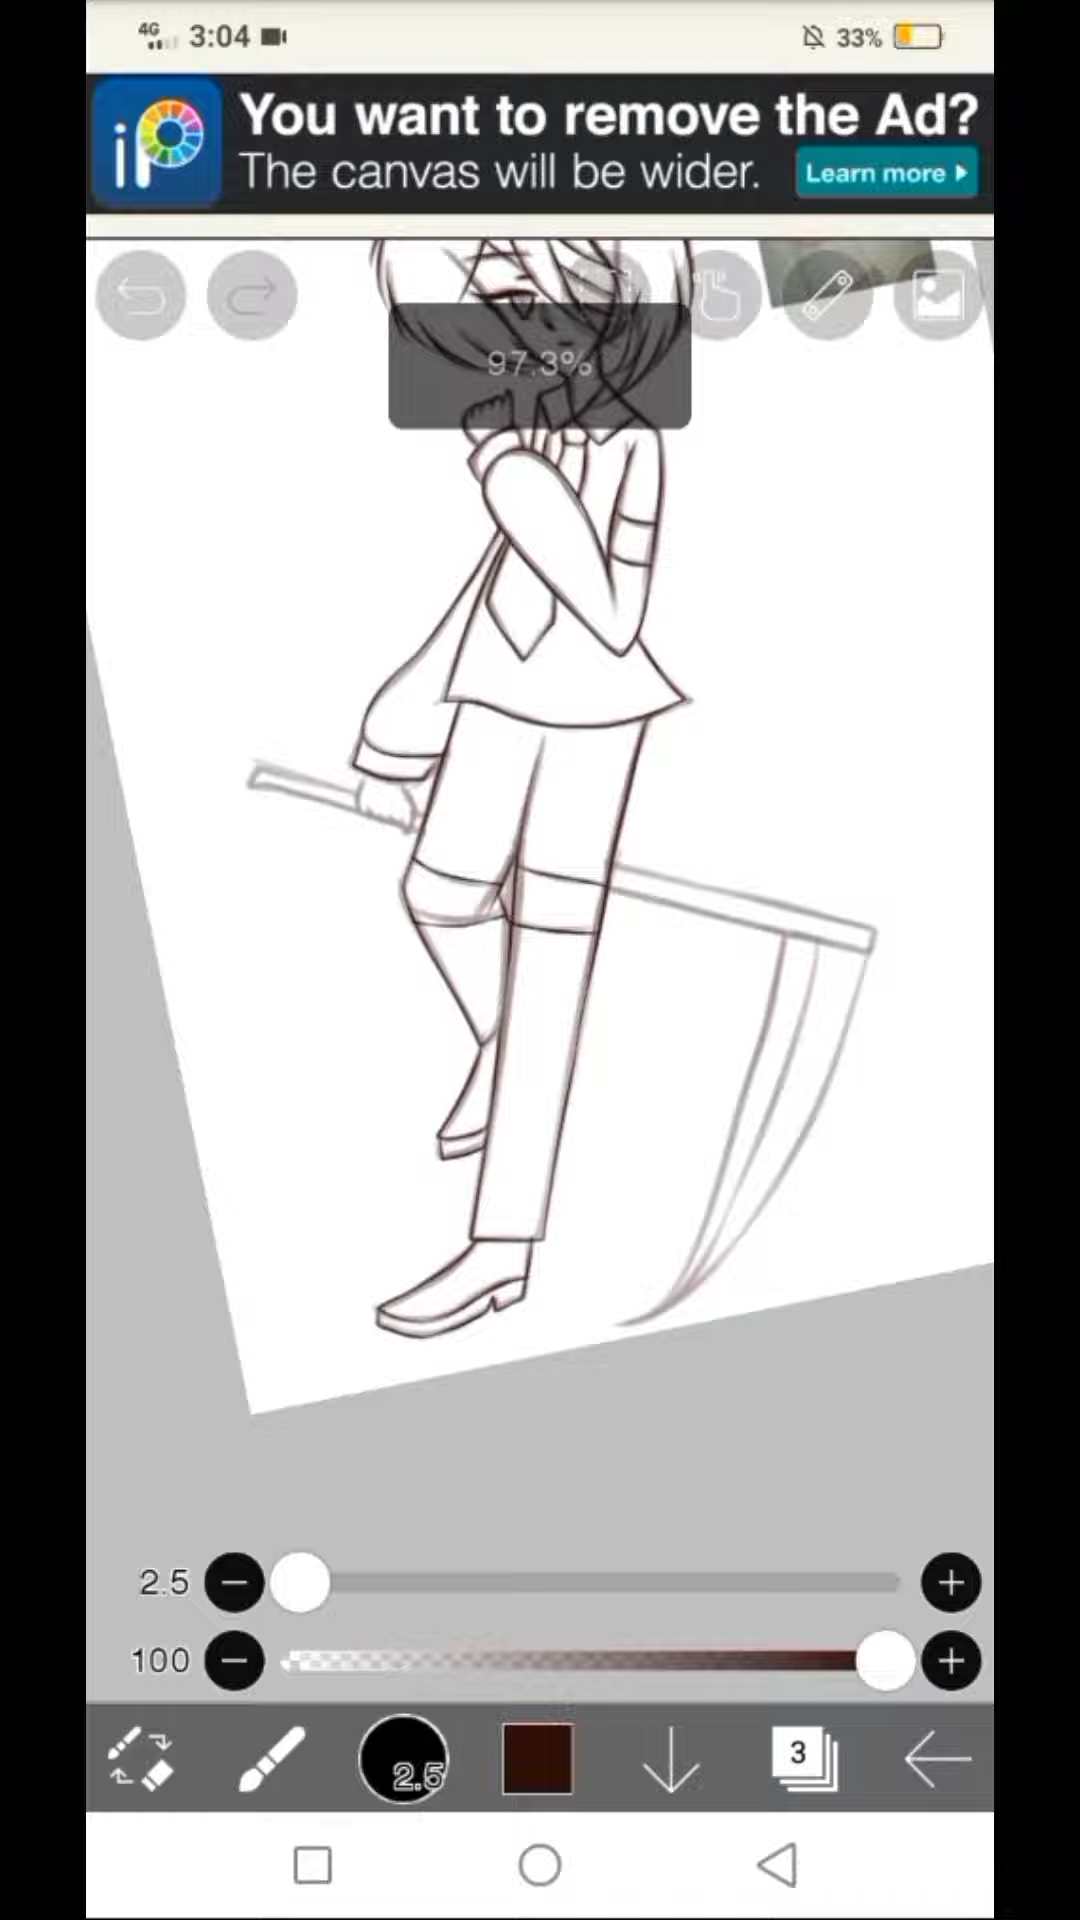 4G 3:04 33%
iP You want to remove the Ad?
The canvas will be wider. Learn more
97.3%
2.5
100
2.5 3